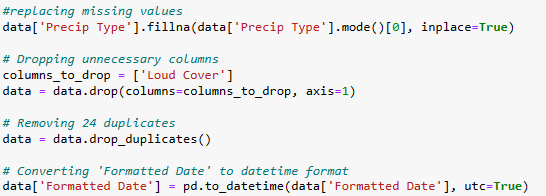 #replacing missing values
data['Precip Type'].fillna(data['Precip Type'].mode()[0], inplace=True)
# Dropping unnecessary columns
columns_to_drop = ['Loud Cover']
data = data.drop(columns=columns_to_drop, axis=1)
# Removing 24 duplicates
data = data.drop_duplicates()
# Converting 'Formatted Date' to datetime format
data['Formatted Date'] = pd.to_datetime(data['Formatted Date'], utc=True)